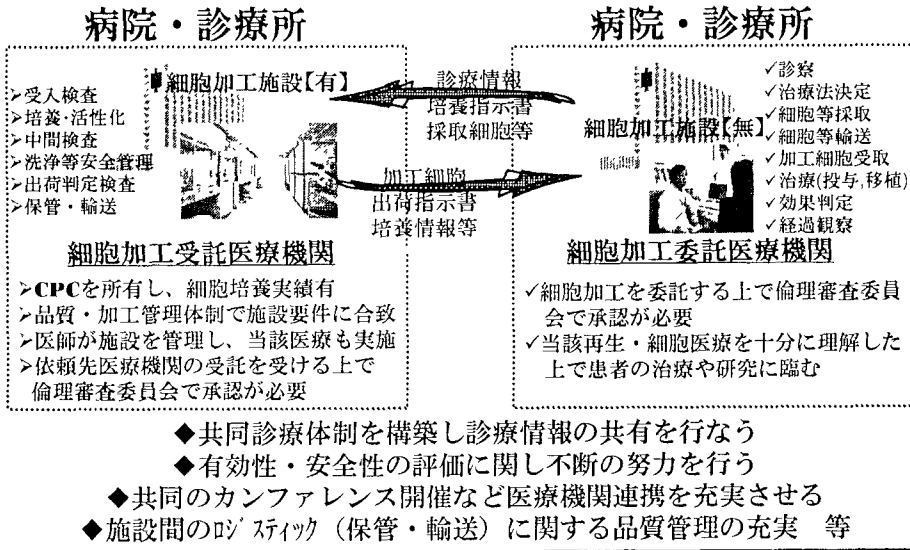 病院・診療所
細胞加工施設【有】
➢受入検査
➢培養・活性化
➢中間検査
➢洗浄等安全管理
➢出荷判定検査
➢保管・輸送
細胞加工受託医療機関
➢CPCを所有し、細胞培養実績有
➢品質・加工管理体制で施設要件に合致
➢医師が施設を管理し、当該医療も実施
➢依頼先医療機関の受託を受ける上で
倫理審査委員会で承認が必要
診療情報
培養指示書
採取細胞等
加工細胞
出荷指示書
培養情報等
病院・診療所
細胞加工施設【無】
✓診察
✓治療法決定
✓細胞等採取
✓細胞等輸送
✓加工細胞受取
✓治療(投与,移植)
✓効果判定
✓経過観察
細胞加工委託医療機関
✓細胞加工を委託する上で倫理審査委員
会で承認が必要
✓当該再生・細胞医療を十分に理解した
上で患者の治療や研究に臨む
◆共同診療体制を構築し診療情報の共有を行なう
◆有効性・安全性の評価に関し不断の努力を行う
◆共同のカンファレンス開催など医療機関連携を充実させる
◆施設間のﾛｼﾞｽティック（保管・輸送）に関する品質管理の充実　等